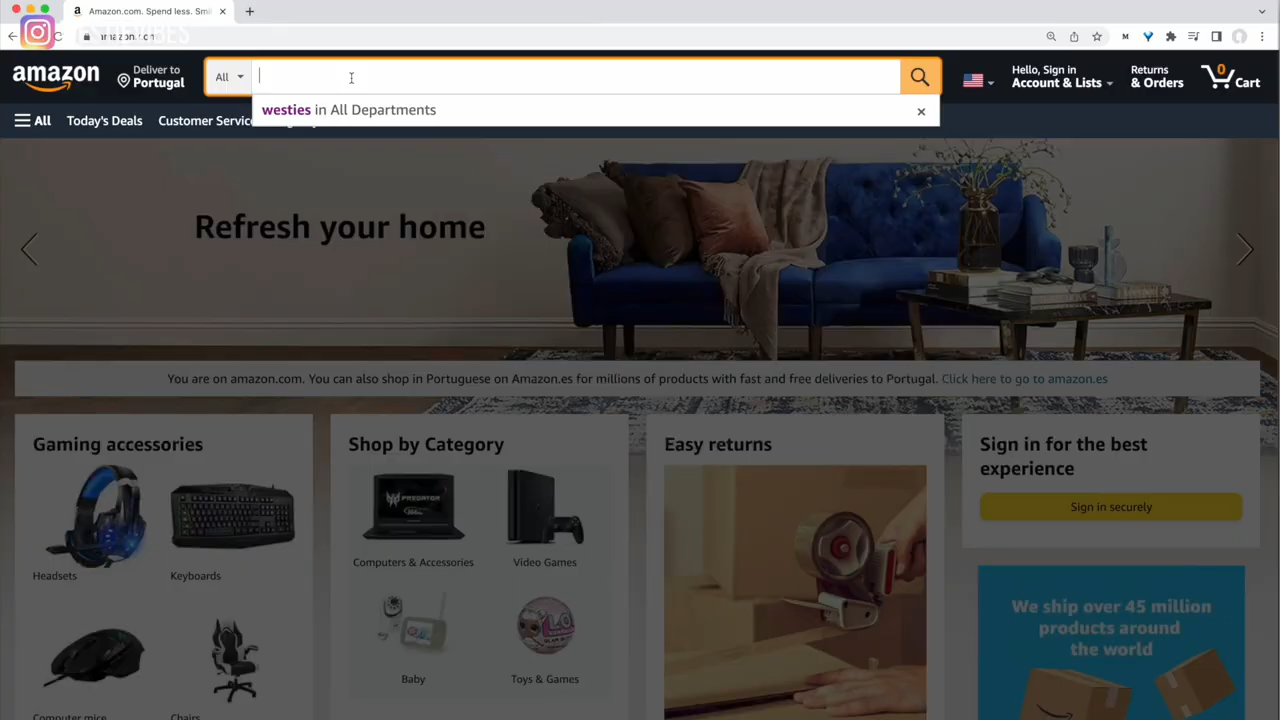 Amazon.com. Spend less. Smi
amazon
Deliver to
Portugal
All
Hello, Sign in
Account & Lists
Returns
& Orders
0
Cart
westies in All Departments
All
Today's Deals
Customer Servic
Refresh your home
You are on amazon.com. You can also shop in Portuguese on Amazon.es for millions of products with fast and free deliveries to Portugal. Click here to go to amazon.es
Gaming accessories
Headsets
Keyboards
Computer mice
Chairs
Shop by Category
PREDATOR
Computers & Accessories
Video Games
Baby
Toys & Games
Easy returns
Sign in for the best
experience
Sign in securely
We ship over 45 million
products around
the world